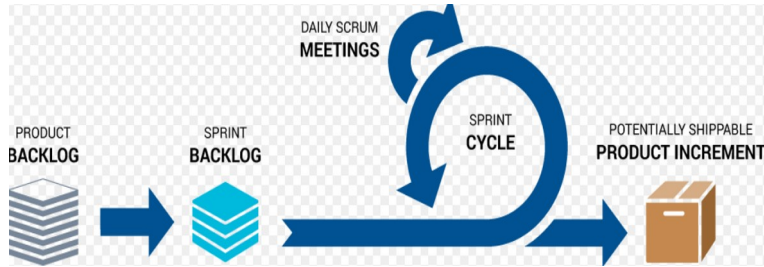 DAILY SCRUM
MEETINGS
PRODUCT
BACKLOG
SPRINT
BACKLOG
SPRINT
CYCLE
POTENTIALLY SHIPPABLE
PRODUCT INCREMENT